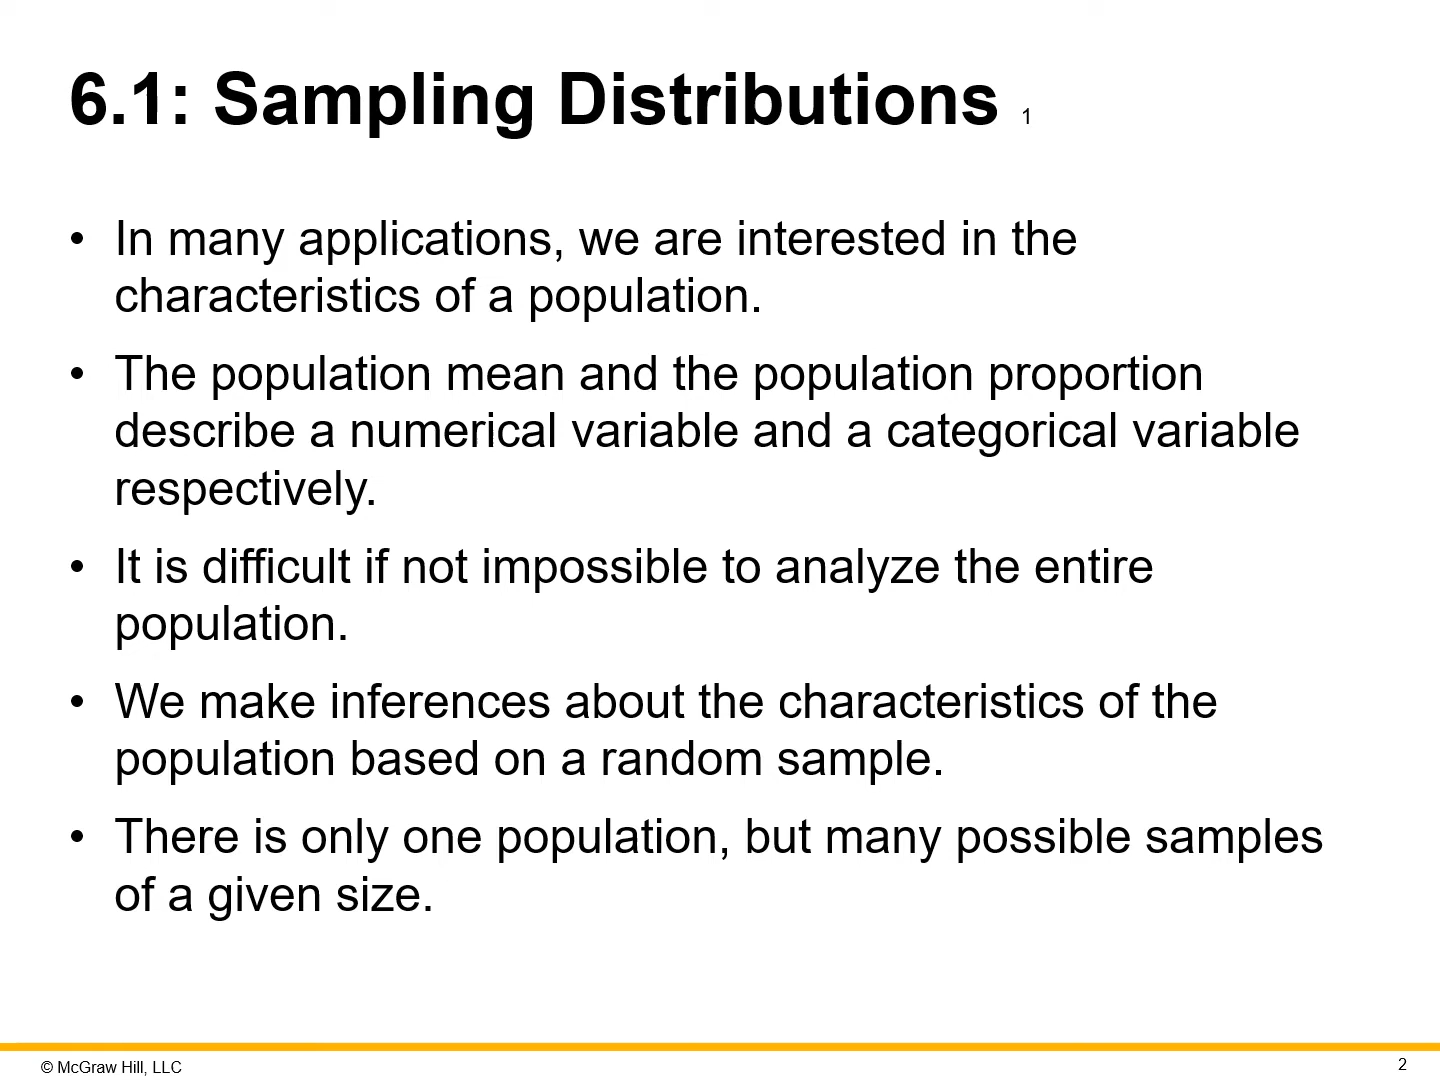 6.1: Sampling Distributions 1
• In many applications, we are interested in the
characteristics of a population.
• The population mean and the population proportion
describe a numerical variable and a categorical variable
respectively.
• It is difficult if not impossible to analyze the entire
population.
• We make inferences about the characteristics of the
population based on a random sample.
• There is only one population, but many possible samples
of a given size.
© McGraw Hill, LLC
2